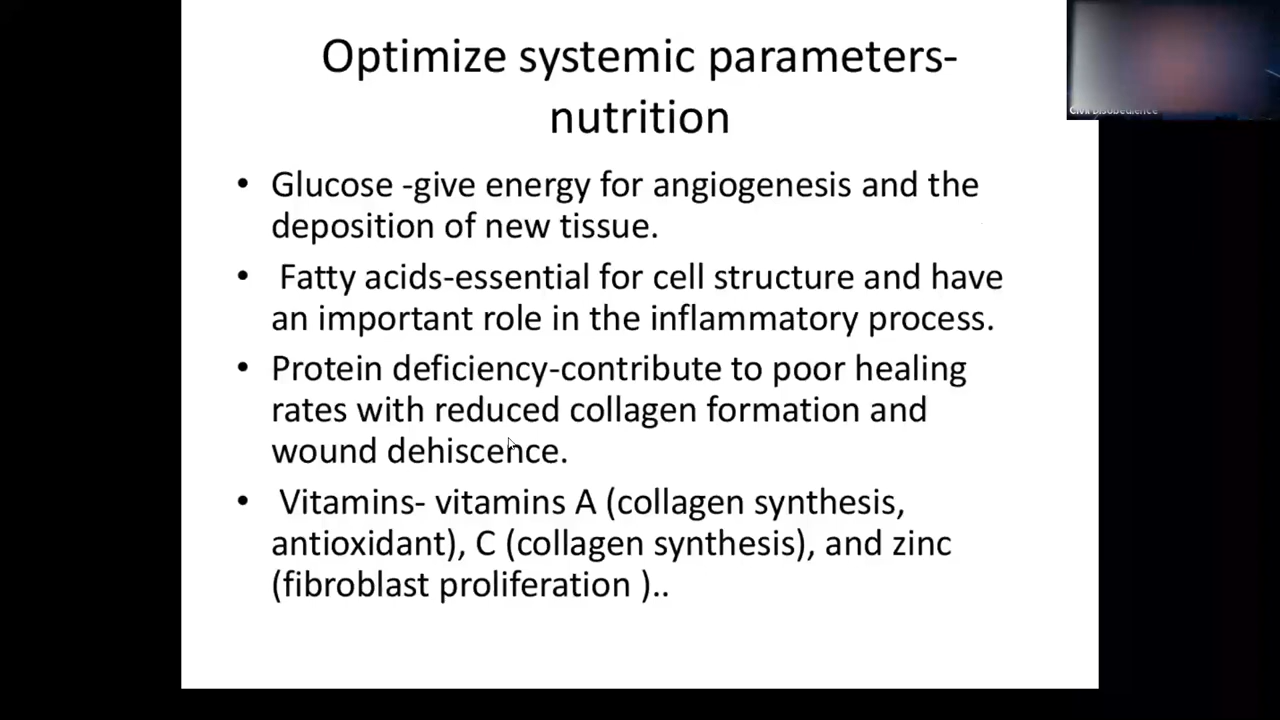 Optimize systemic parameters-
nutrition
• Glucose -give energy for angiogenesis and the
deposition of new tissue.
• Fatty acids-essential for cell structure and have
an important role in the inflammatory process.
• Protein deficiency-contribute to poor healing
rates with reduced collagen formation and
wound dehiscence.
• Vitamins- vitamins A (collagen synthesis,
antioxidant), C (collagen synthesis), and zinc
(fibroblast proliferation )..